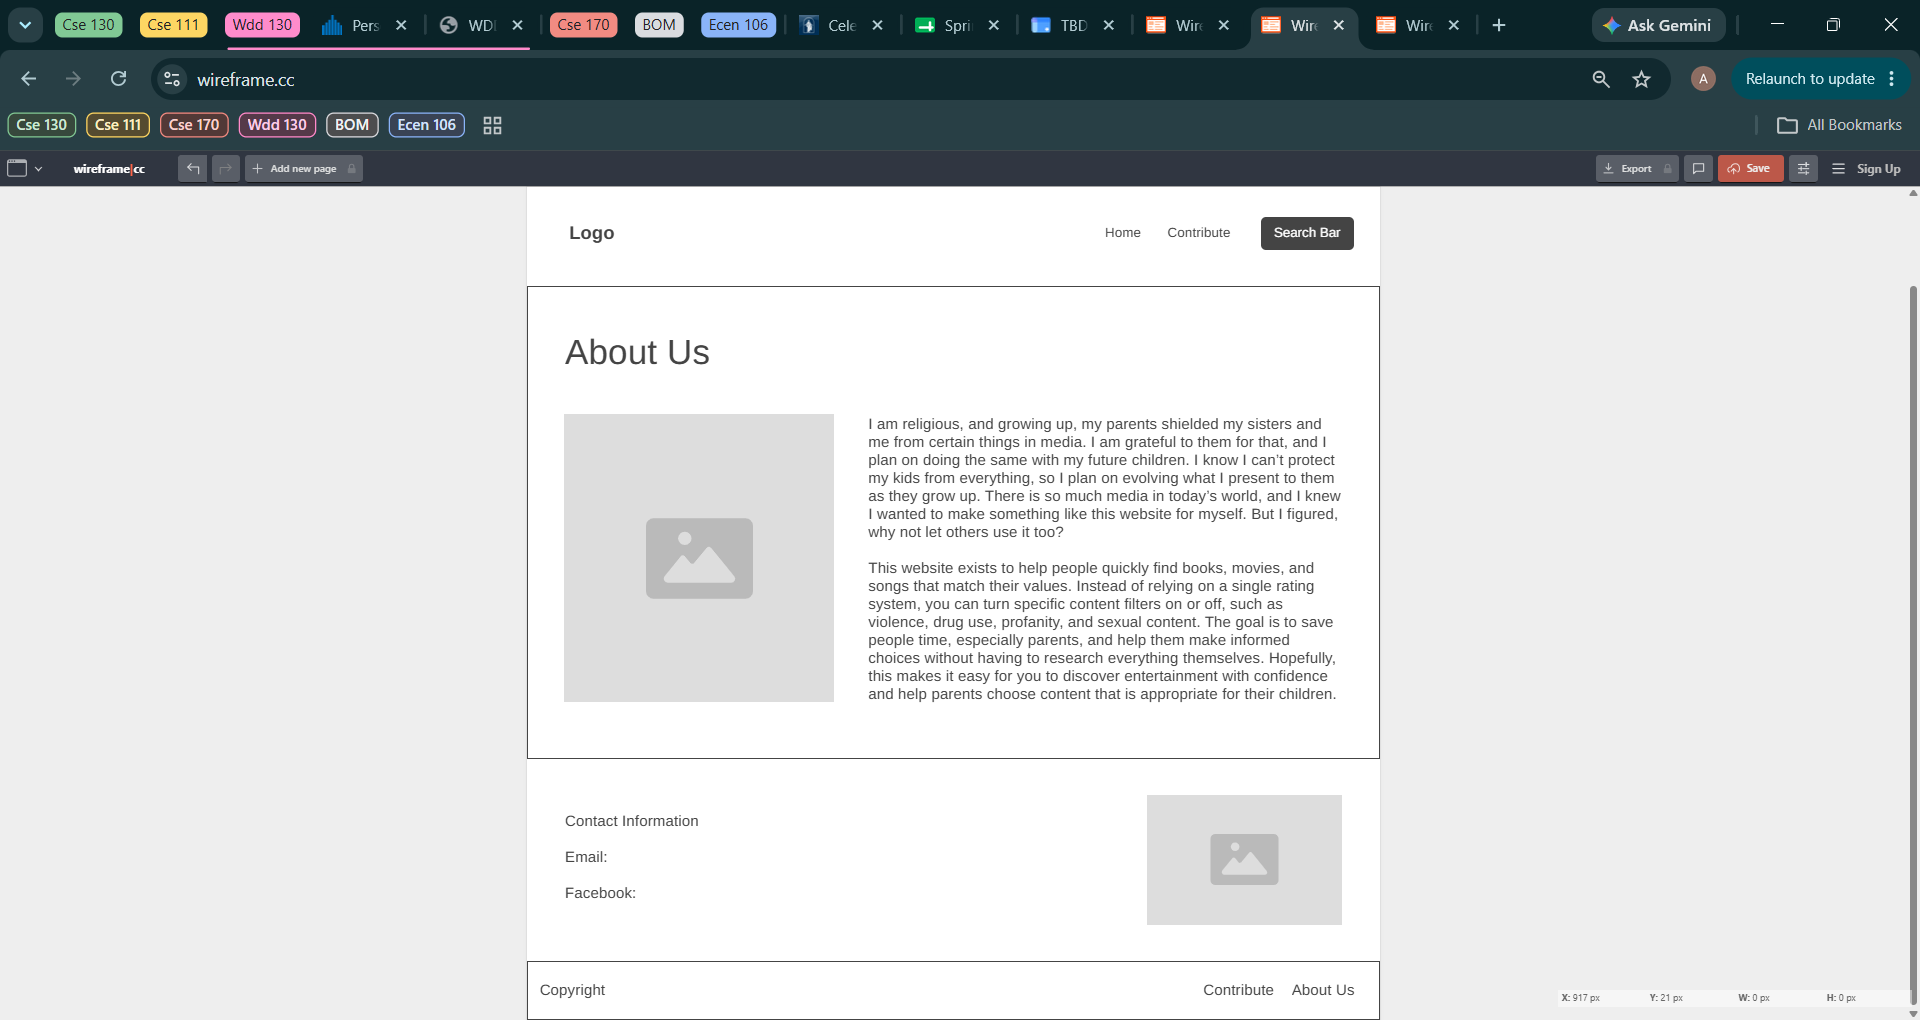 Cse 130 Cse 111 Wdd 130 Pers WD Cse 170 BOM Ecen 106 Cele Spri TBD Wire Wire Wire Ask Gemini
wireframe.cc A Relaunch to update
Cse 130 Cse 111 Cse 170 Wdd 130 BOM Ecen 106 All Bookmarks
wireframe|cc Add new page Export Save Sign Up
Logo Home Contribute Search Bar
About Us
I am religious, and growing up, my parents shielded my sisters and
me from certain things in media. I am grateful to them for that, and I
plan on doing the same with my future children. I know I can't protect
my kids from everything, so I plan on evolving what I present to them
as they grow up. There is so much media in today's world, and I knew
I wanted to make something like this website for myself. But I figured,
why not let others use it too?
This website exists to help people quickly find books, movies, and
songs that match their values. Instead of relying on a single rating
system, you can turn specific content filters on or off, such as
violence, drug use, profanity, and sexual content. The goal is to save
people time, especially parents, and help them make informed
choices without having to research everything themselves. Hopefully,
this makes it easy for you to discover entertainment with confidence
and help parents choose content that is appropriate for their children.
Contact Information
Email:
Facebook:
Copyright Contribute About Us
X: 917 px Y: 21 px W: 0 px H: 0 px